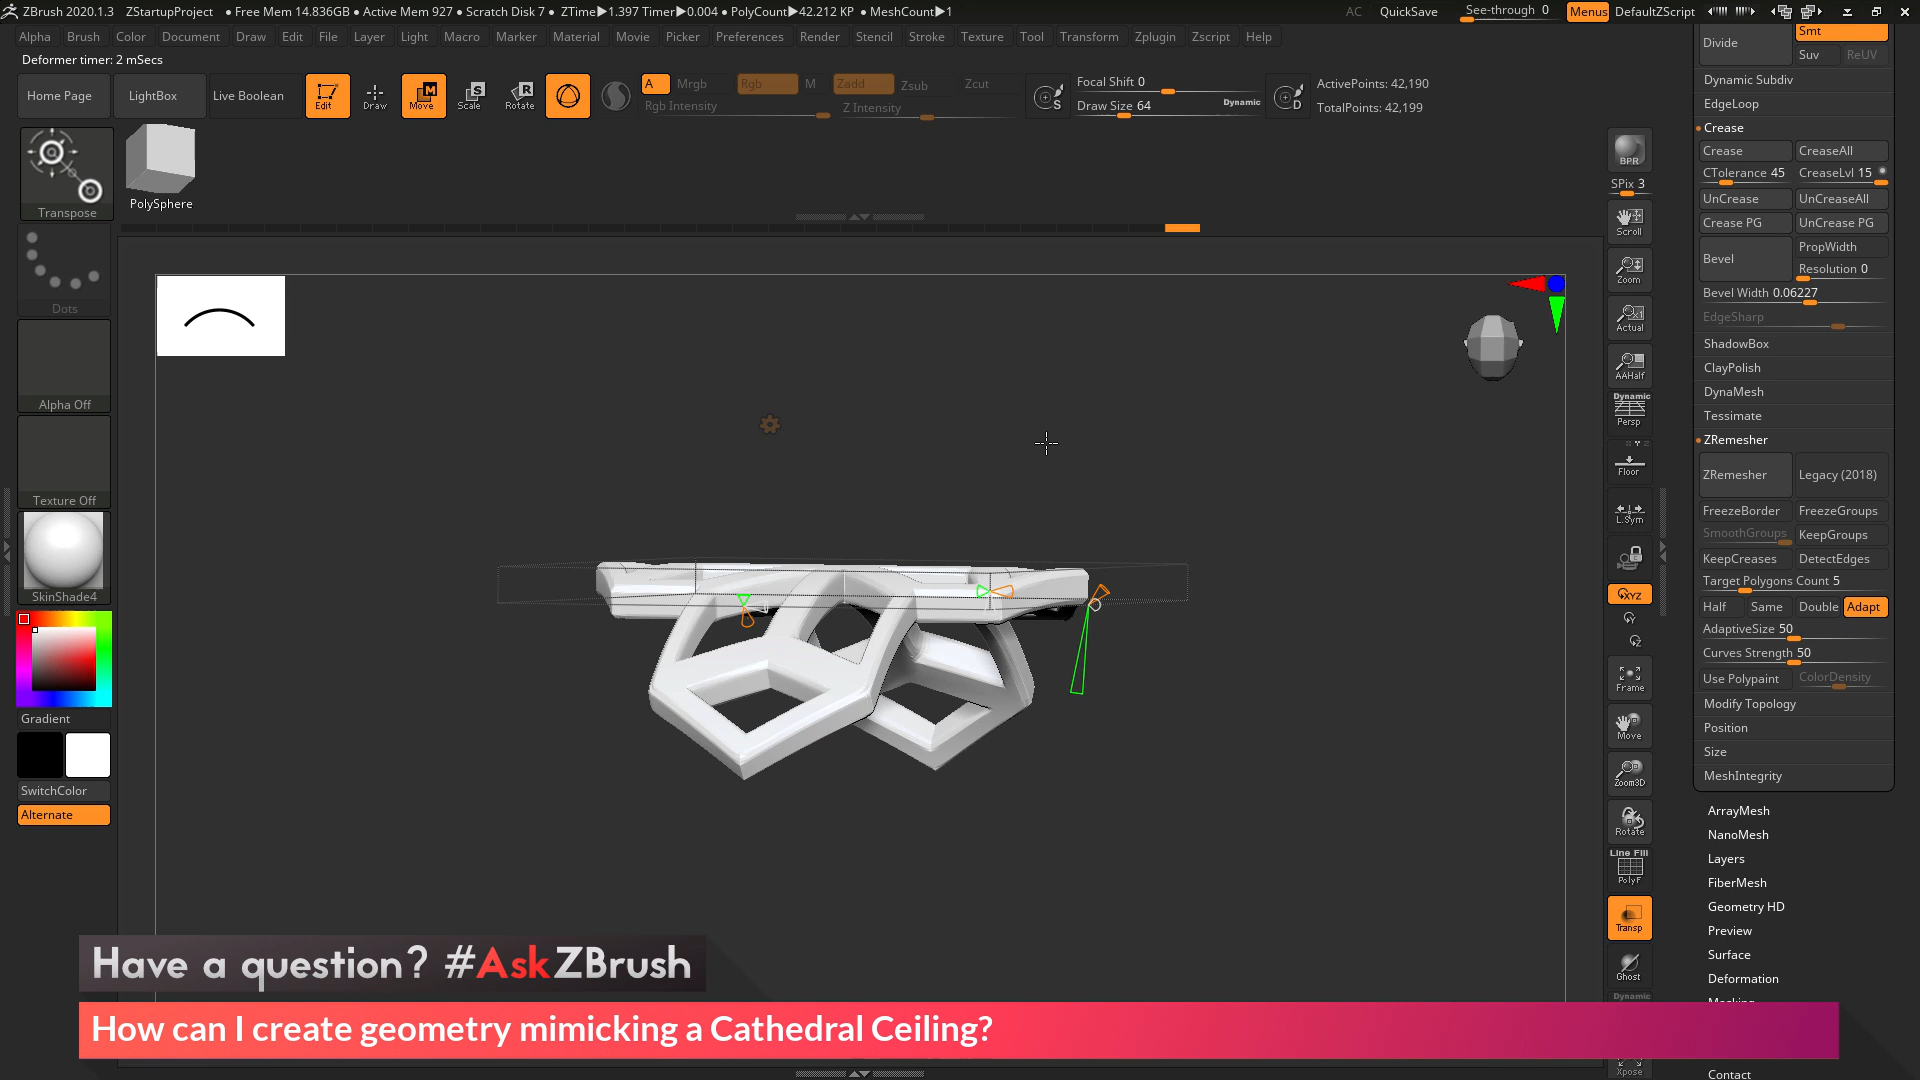 ZBrush 2020.1.3 ZStartupProject • Free Mem 14.836GB • Active Mem 927 • Scratch Disk 7 • ZTime▶1.397 Timer▶0.004 • PolyCount▶42.212 KP • MeshCount▶1 AC QuickSave See-through 0 Menus DefaultZScript
Alpha Brush Color Document Draw Edit File Layer Light Macro Marker Material Movie Picker Preferences Render Stencil Stroke Texture Tool Transform Zplugin Zscript Help
Deformer timer: 2 mSecs
Home Page LightBox Live Boolean Edit Draw Move Scale Rotate
A Mrgb Rgb M Zadd Zsub Zcut
Rgb Intensity Z Intensity
S Focal Shift 0
Draw Size 64 Dynamic D
ActivePoints: 42,190
TotalPoints: 42,199
Transpose
PolySphere
Dots
Alpha Off
Texture Off
SkinShade4
Gradient
SwitchColor
Alternate
BPR
SPix 3
Scroll
Zoom
Actual
AAHalf
Dynamic
Persp
Floor
L.Sym
XYZ
Frame
Move
Zoom3D
Rotate
Line Fill
PolyF
Transp
Ghost
Dynamic
Xpose
Divide Smt
Suv ReUV
Dynamic Subdiv
EdgeLoop
Crease
Crease CreaseAll
CTolerance 45 CreaseLvl 15
UnCrease UnCreaseAll
Crease PG UnCrease PG
Bevel PropWidth
Resolution 0
Bevel Width 0.06227
EdgeSharp
ShadowBox
ClayPolish
DynaMesh
Tessimate
ZRemesher
ZRemesher Legacy (2018)
FreezeBorder FreezeGroups
SmoothGroups KeepGroups
KeepCreases DetectEdges
Target Polygons Count 5
Half Same Double Adapt
AdaptiveSize 50
Curves Strength 50
Use Polypaint ColorDensity
Modify Topology
Position
Size
MeshIntegrity
ArrayMesh
NanoMesh
Layers
FiberMesh
Geometry HD
Preview
Surface
Deformation
Masking
Contact
Have a question? #AskZBrush
How can I create geometry mimicking a Cathedral Ceiling?